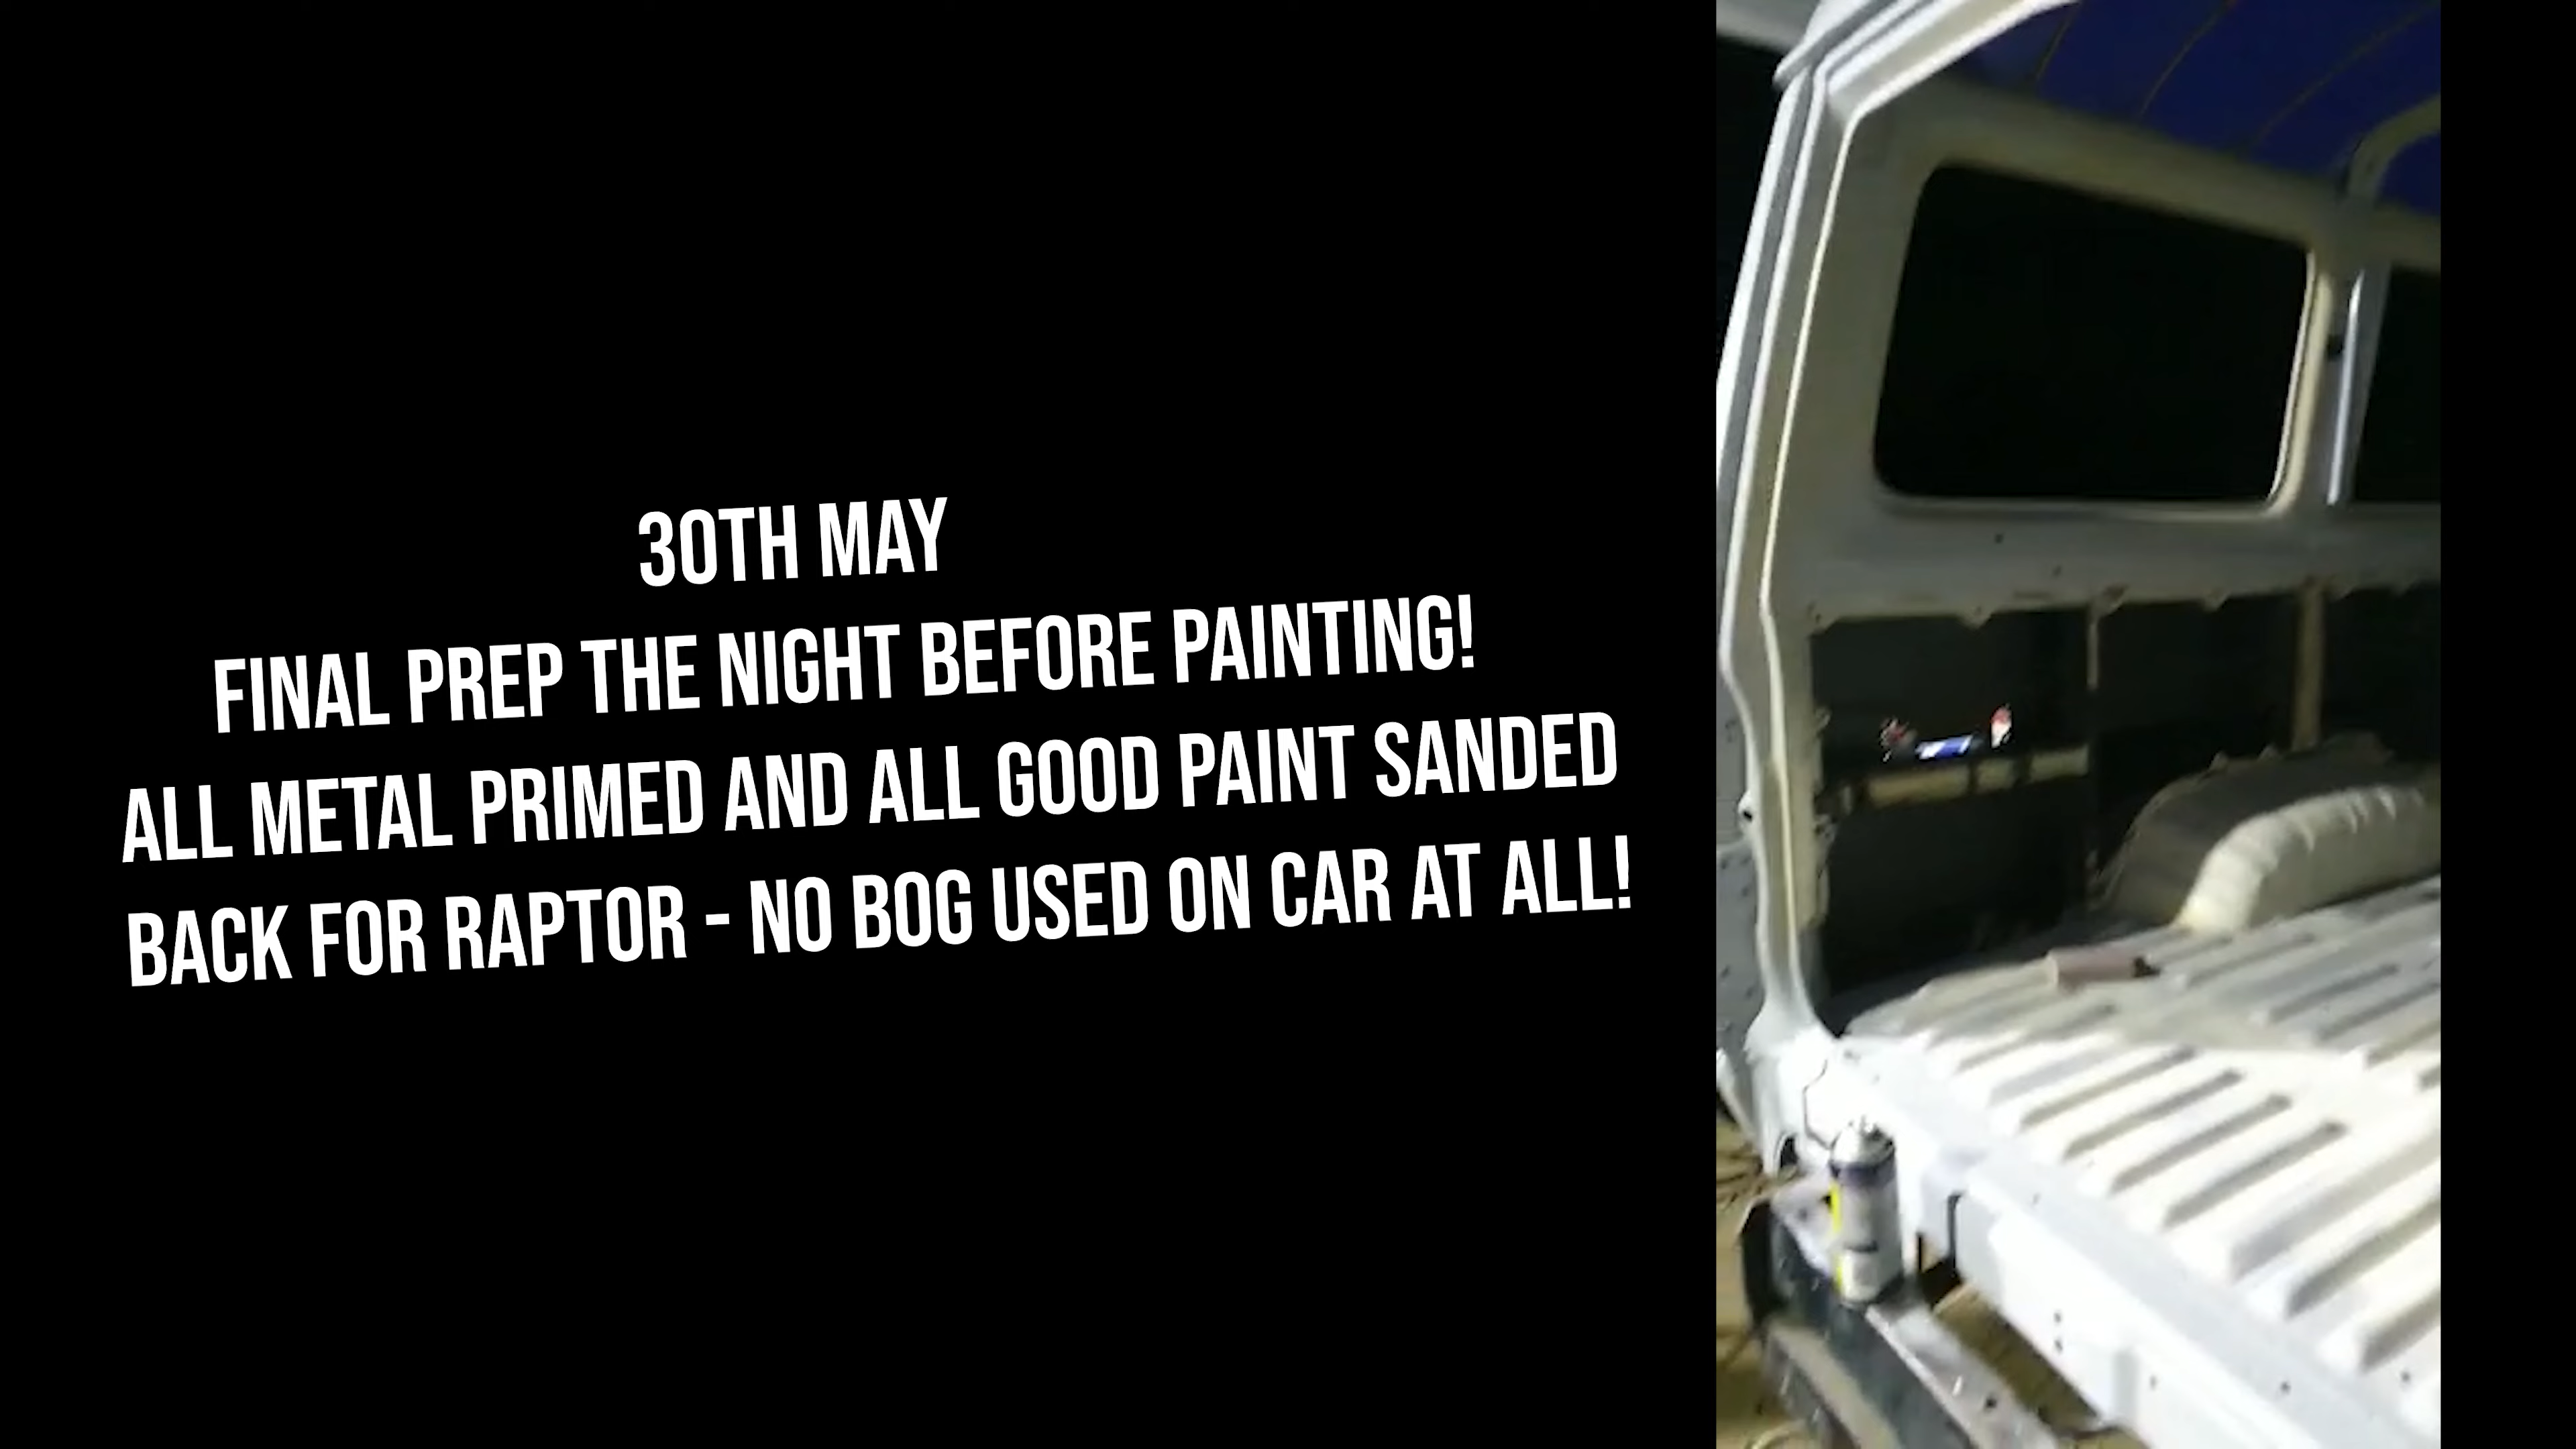 30TH MAY
FINAL PREP THE NIGHT BEFORE PAINTING!
ALL METAL PRIMED AND ALL GOOD PAINT SANDED
BACK FOR RAPTOR - NO BOG USED ON CAR AT ALL!